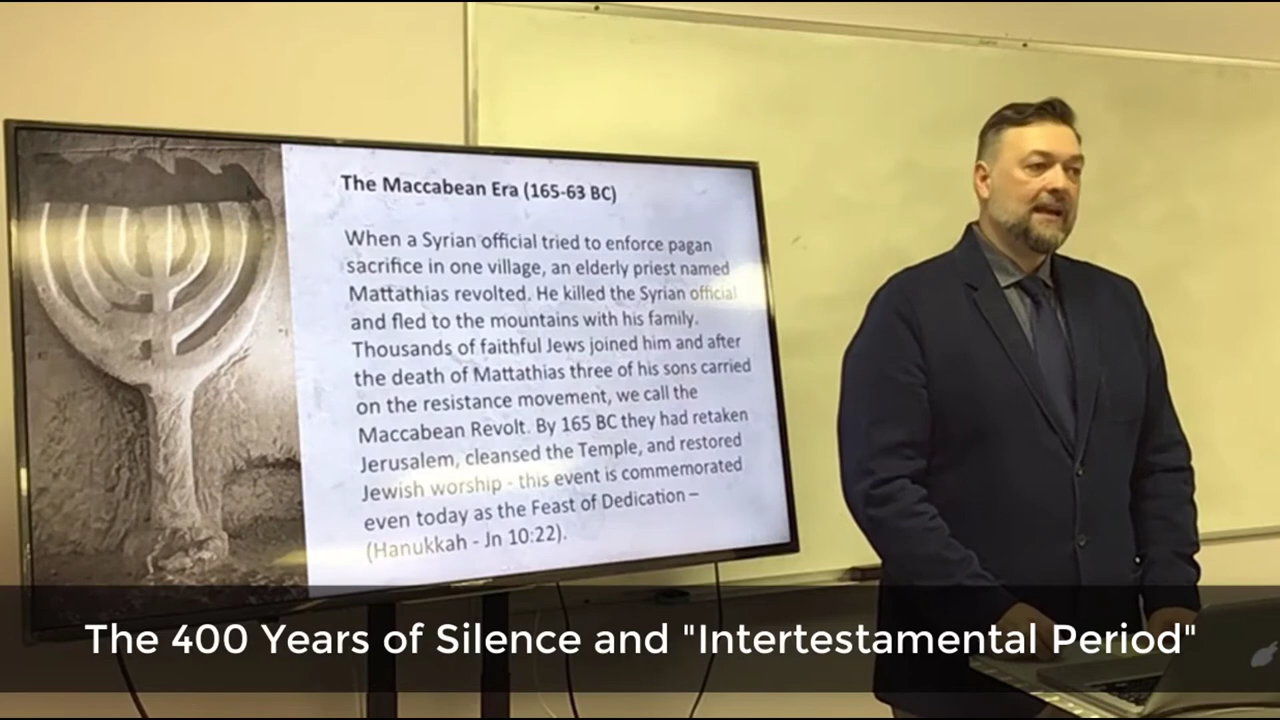 The Maccabean Era (165-63 BC)
When a Syrian official tried to enforce pagan
sacrifice in one village, an elderly priest named
Mattathias revolted. He killed the Syrian official
and fled to the mountains with his family.
Thousands of faithful Jews joined him and after
the death of Mattathias three of his sons carried
on the resistance movement, we call the
Maccabean Revolt. By 165 BC they had retaken
Jerusalem, cleansed the Temple, and restored
Jewish worship - this event is commemorated
even today as the Feast of Dedication –
(Hanukkah - Jn 10:22).
The 400 Years of Silence and "Intertestamental Period"